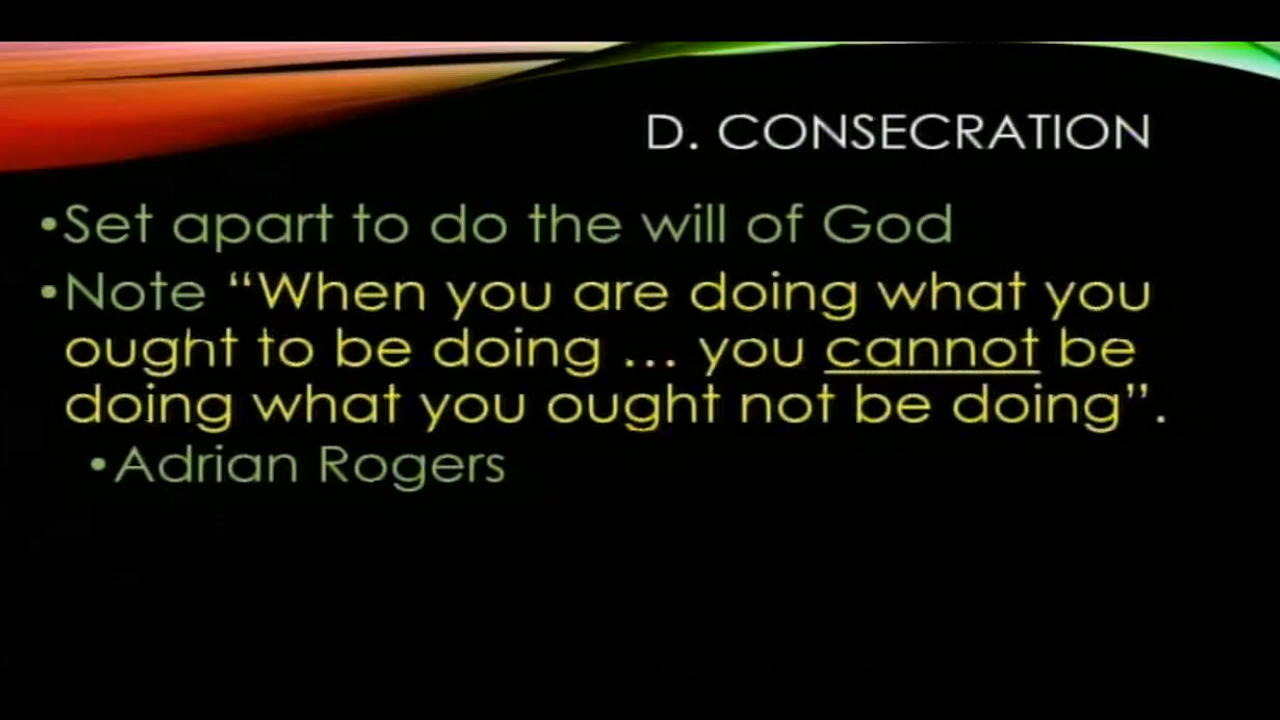 D. CONSECRATION
•Set apart to do the will of God
•Note “When you are doing what you
ought to be doing … you cannot be
doing what you ought not be doing”.
•Adrian Rogers